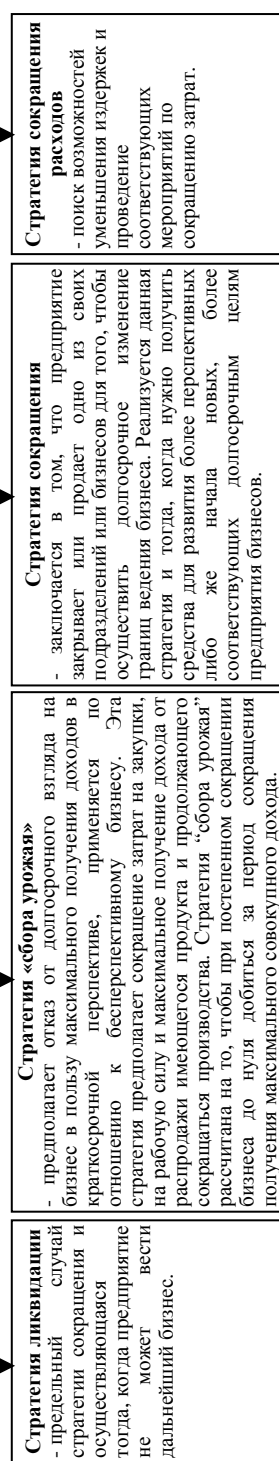 Стратегия ликвидации
- предельный случай
стратегии сокращения и
осуществляющаяся
тогда, когда предприятие
не может вести
дальнейший бизнес.
Стратегия «сбора урожая»
- предполагает отказ от долгосрочного взгляда на
бизнес в пользу максимального получения доходов в
краткосрочной перспективе, применяется по
отношению к бесперспективному бизнесу. Эта
стратегия предполагает сокращение затрат на закупки,
на рабочую силу и максимальное получение дохода от
распродажи имеющегося продукта и продолжающего
сокращаться производства. Стратегия “сбора урожая”
рассчитана на то, чтобы при постепенном сокращении
бизнеса до нуля добиться за период сокращения
получения максимального совокупного дохода.
Стратегия сокращения
- заключается в том, что предприятие
закрывает или продает одно из своих
подразделений или бизнесов для того, чтобы
осуществить долгосрочное изменение
границ ведения бизнеса. Реализуется данная
стратегия и тогда, когда нужно получить
средства для развития более перспективных
либо же начала новых, более
соответствующих долгосрочным целям
предприятия бизнесов.
Стратегия сокращения
расходов
- поиск возможностей
уменьшения издержек и
проведение
соответствующих
мероприятий по
сокращению затрат.